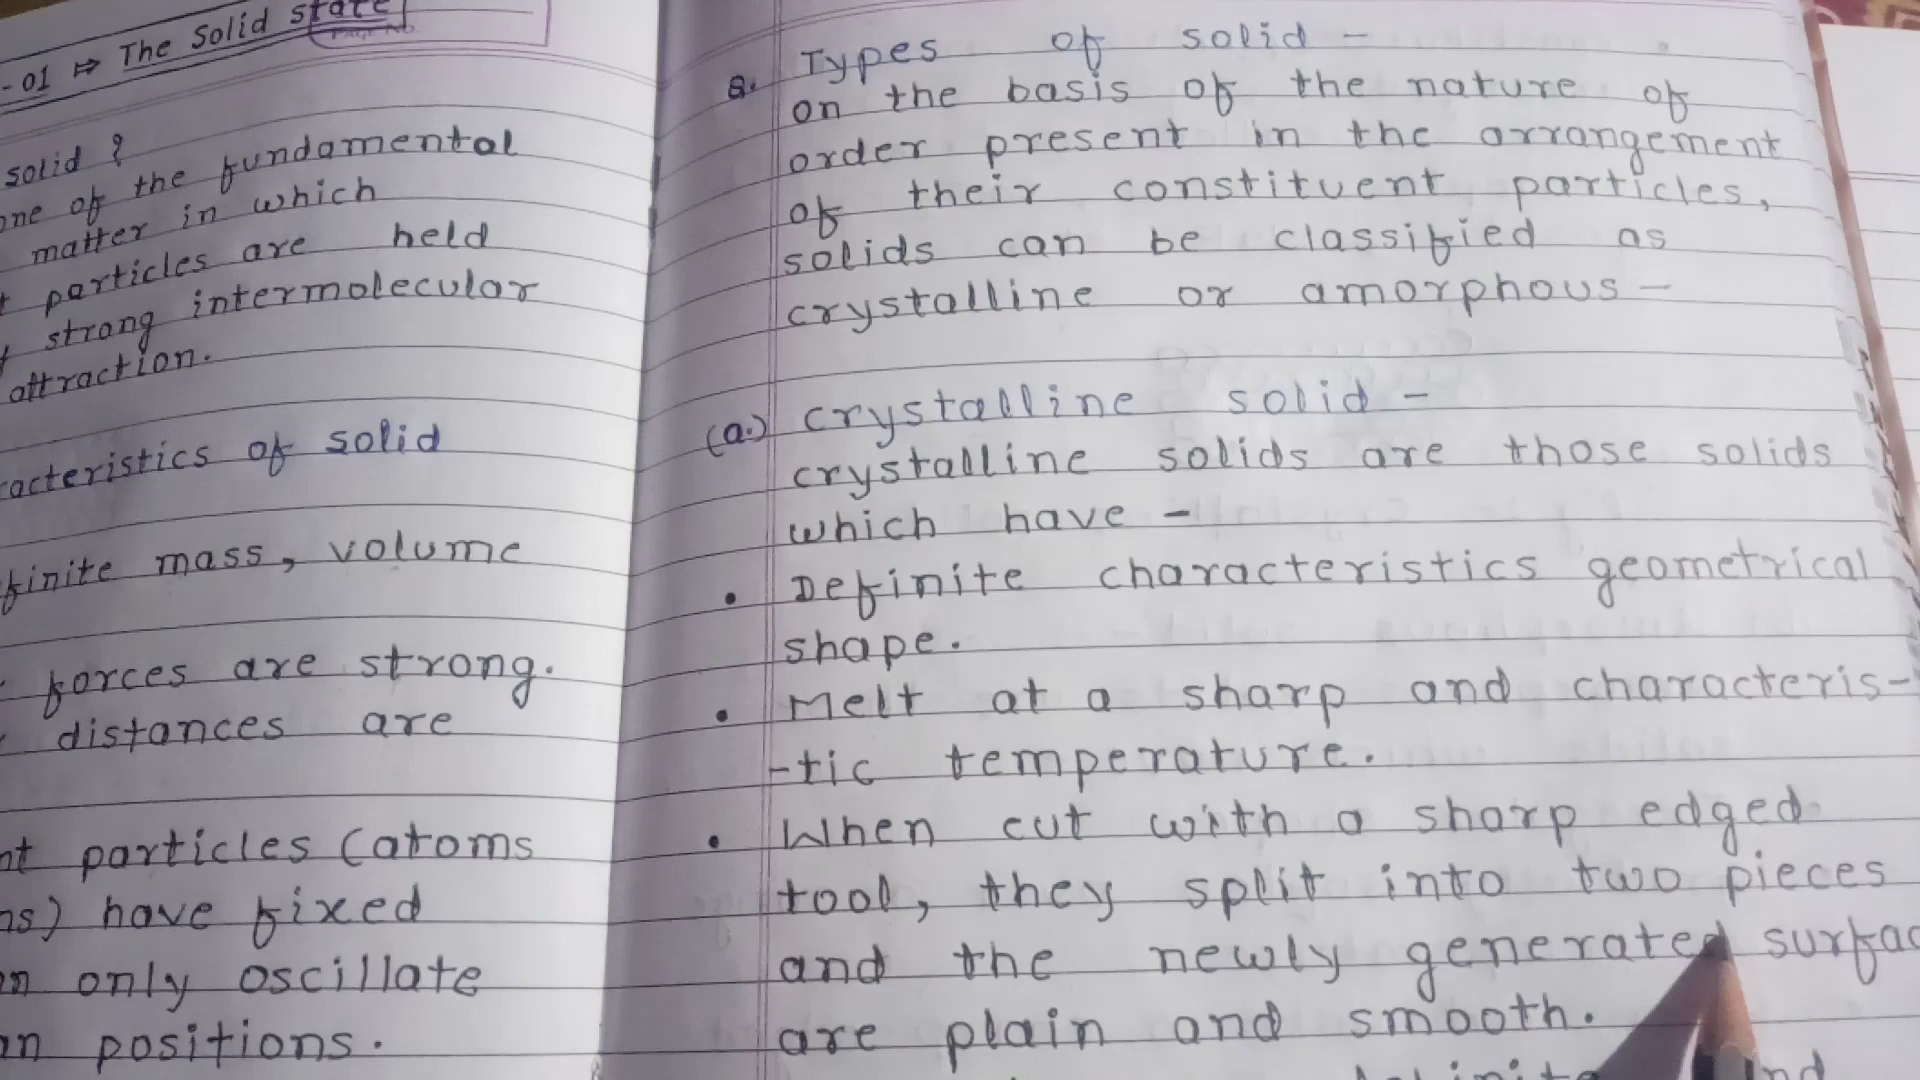 - 01 ⇒ The Solid state
solid ?
one of the fundamental
matter in which
particles are held
strong intermolecular
attraction.
racteristics of solid
finite mass, volume
forces are strong.
distances are
nt particles (atoms
ns) have fixed
an only oscillate
an positions.
2. Types of solid -
on the basis of the nature of
order present in the arrangement
of their constituent particles,
solids can be classified as
crystalline or amorphous -
(a.) crystalline solid -
crystalline solids are those solids
which have -
• Definite characteristics geometrical
shape.
• Melt at a sharp and characteris-
-tic temperature.
• When cut with a sharp edged
tool, they split into two pieces
and the newly generated surfac
are plain and smooth.